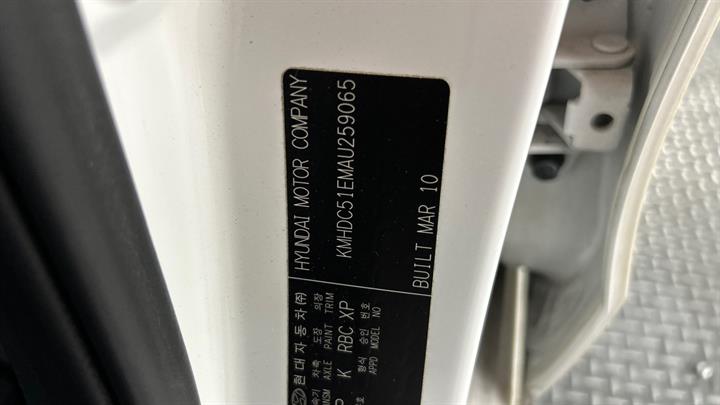 현대자동차(주) HYUNDAI MOTOR COMPANY
KMHDC51EMAU259065
BUILT MAR 10
차축 도장 의장
AXLE PAINT TRIM
K RBC XP
형식 승인 번호
APPD MODEL NO